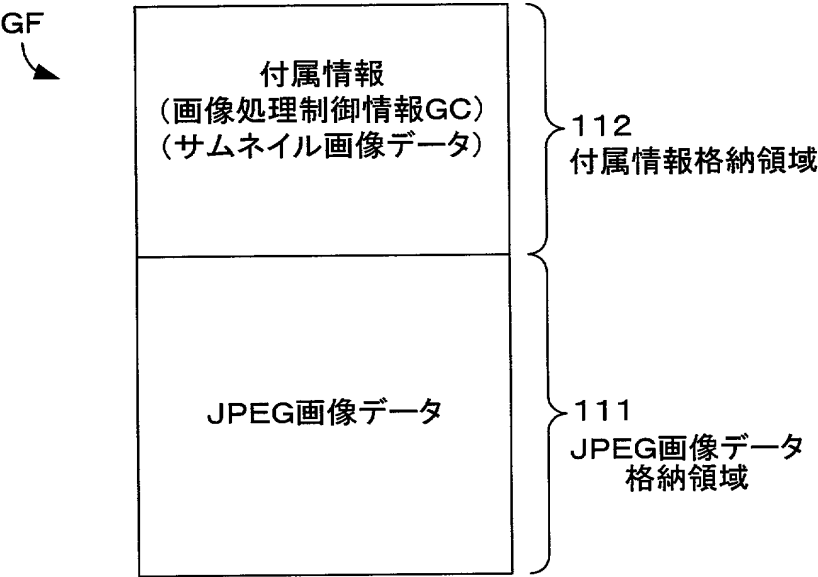 GF
付属情報
(画像処理制御情報GC)
(サムネイル画像データ)
112
付属情報格納領域
JPEG画像データ
111
JPEG画像データ
格納領域